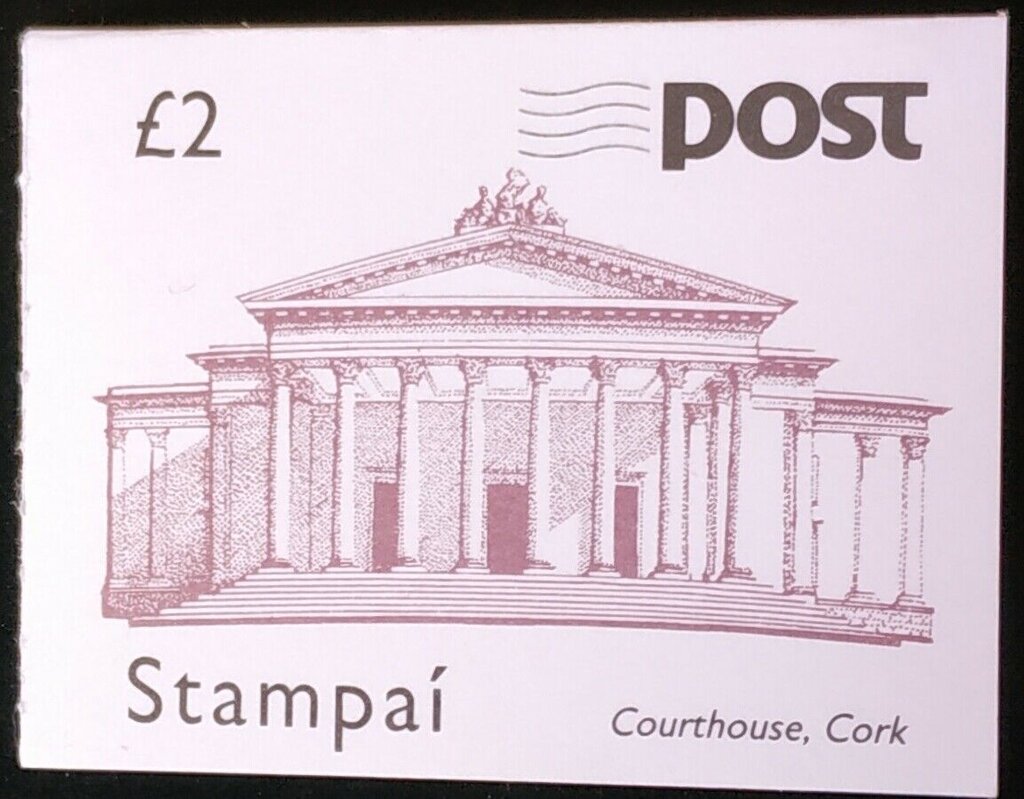 £2
post
Stampaí
Courthouse, Cork